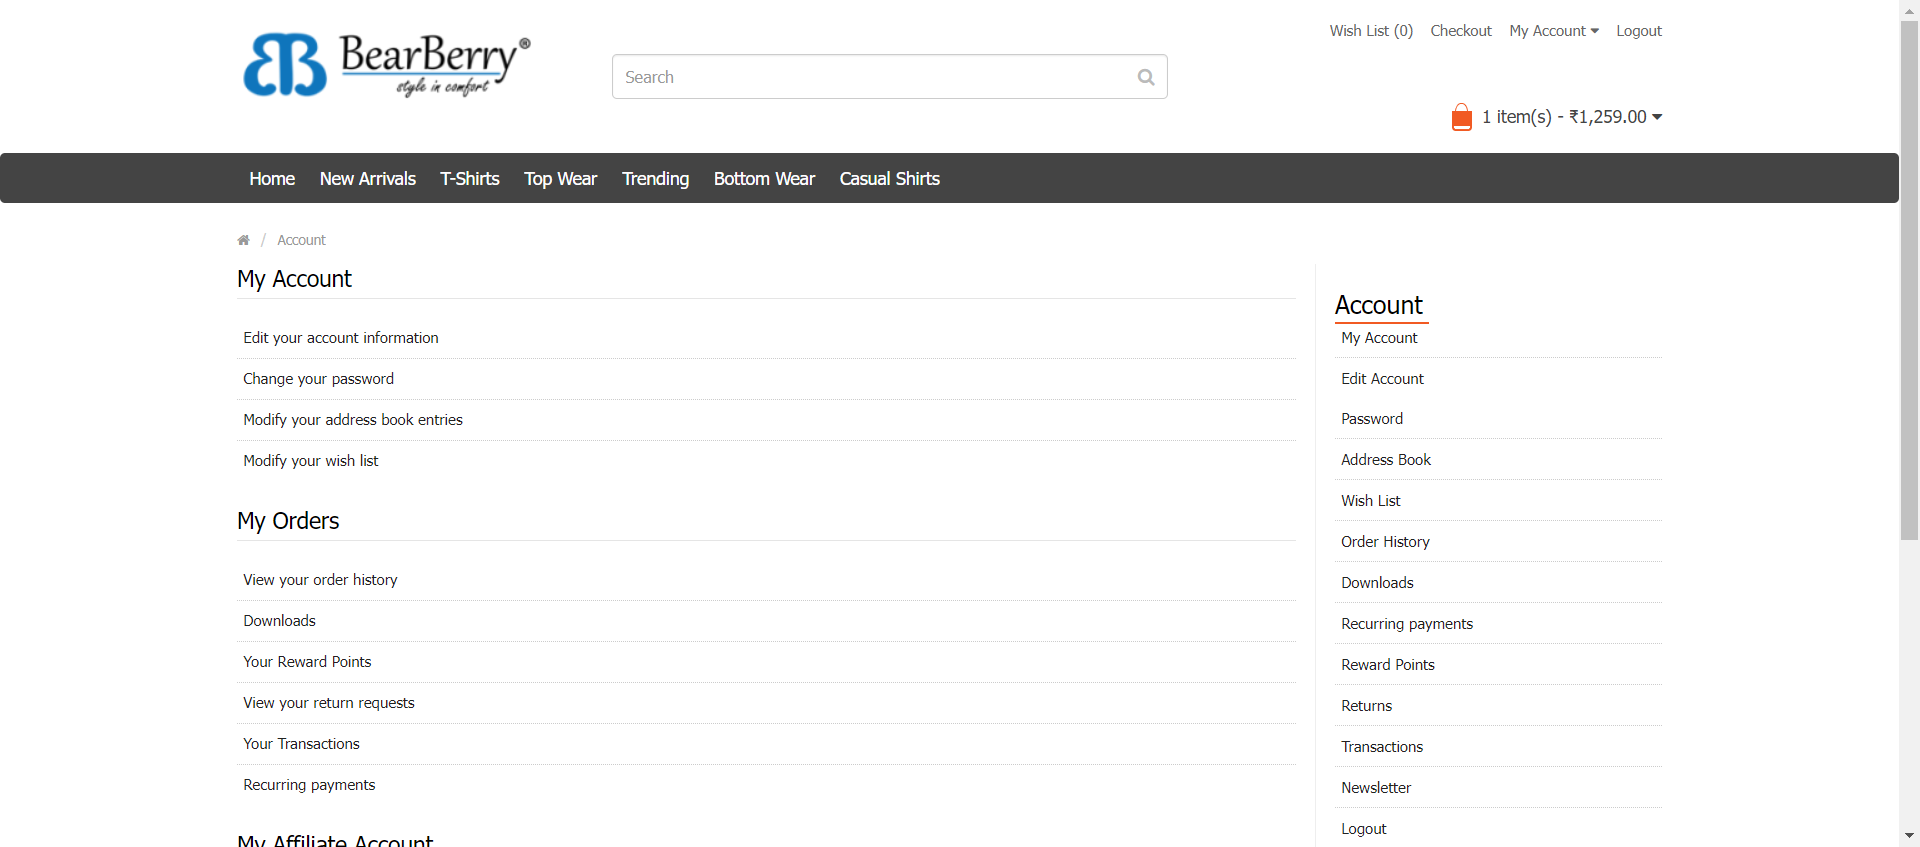 Wish List (0) Checkout My Account Logout
BearBerry®
style in comfort
Search
1 item(s) - ₹1,259.00
Home New Arrivals T-Shirts Top Wear Trending Bottom Wear Casual Shirts
/ Account
My Account
Edit your account information
Change your password
Modify your address book entries
Modify your wish list
My Orders
View your order history
Downloads
Your Reward Points
View your return requests
Your Transactions
Recurring payments
My Affiliate Account
Account
My Account
Edit Account
Password
Address Book
Wish List
Order History
Downloads
Recurring payments
Reward Points
Returns
Transactions
Newsletter
Logout